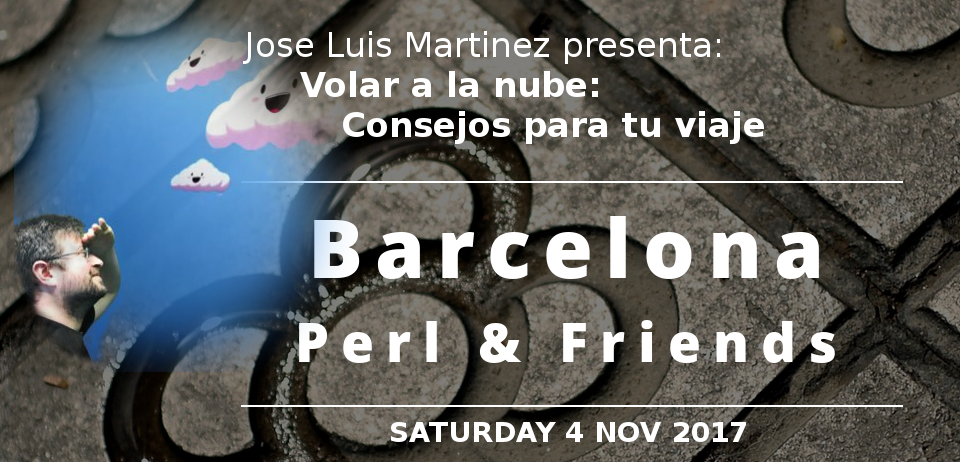 Jose Luis Martinez presenta:
Volar a la nube:
Consejos para tu viaje
Barcelona
Perl & Friends
SATURDAY 4 NOV 2017